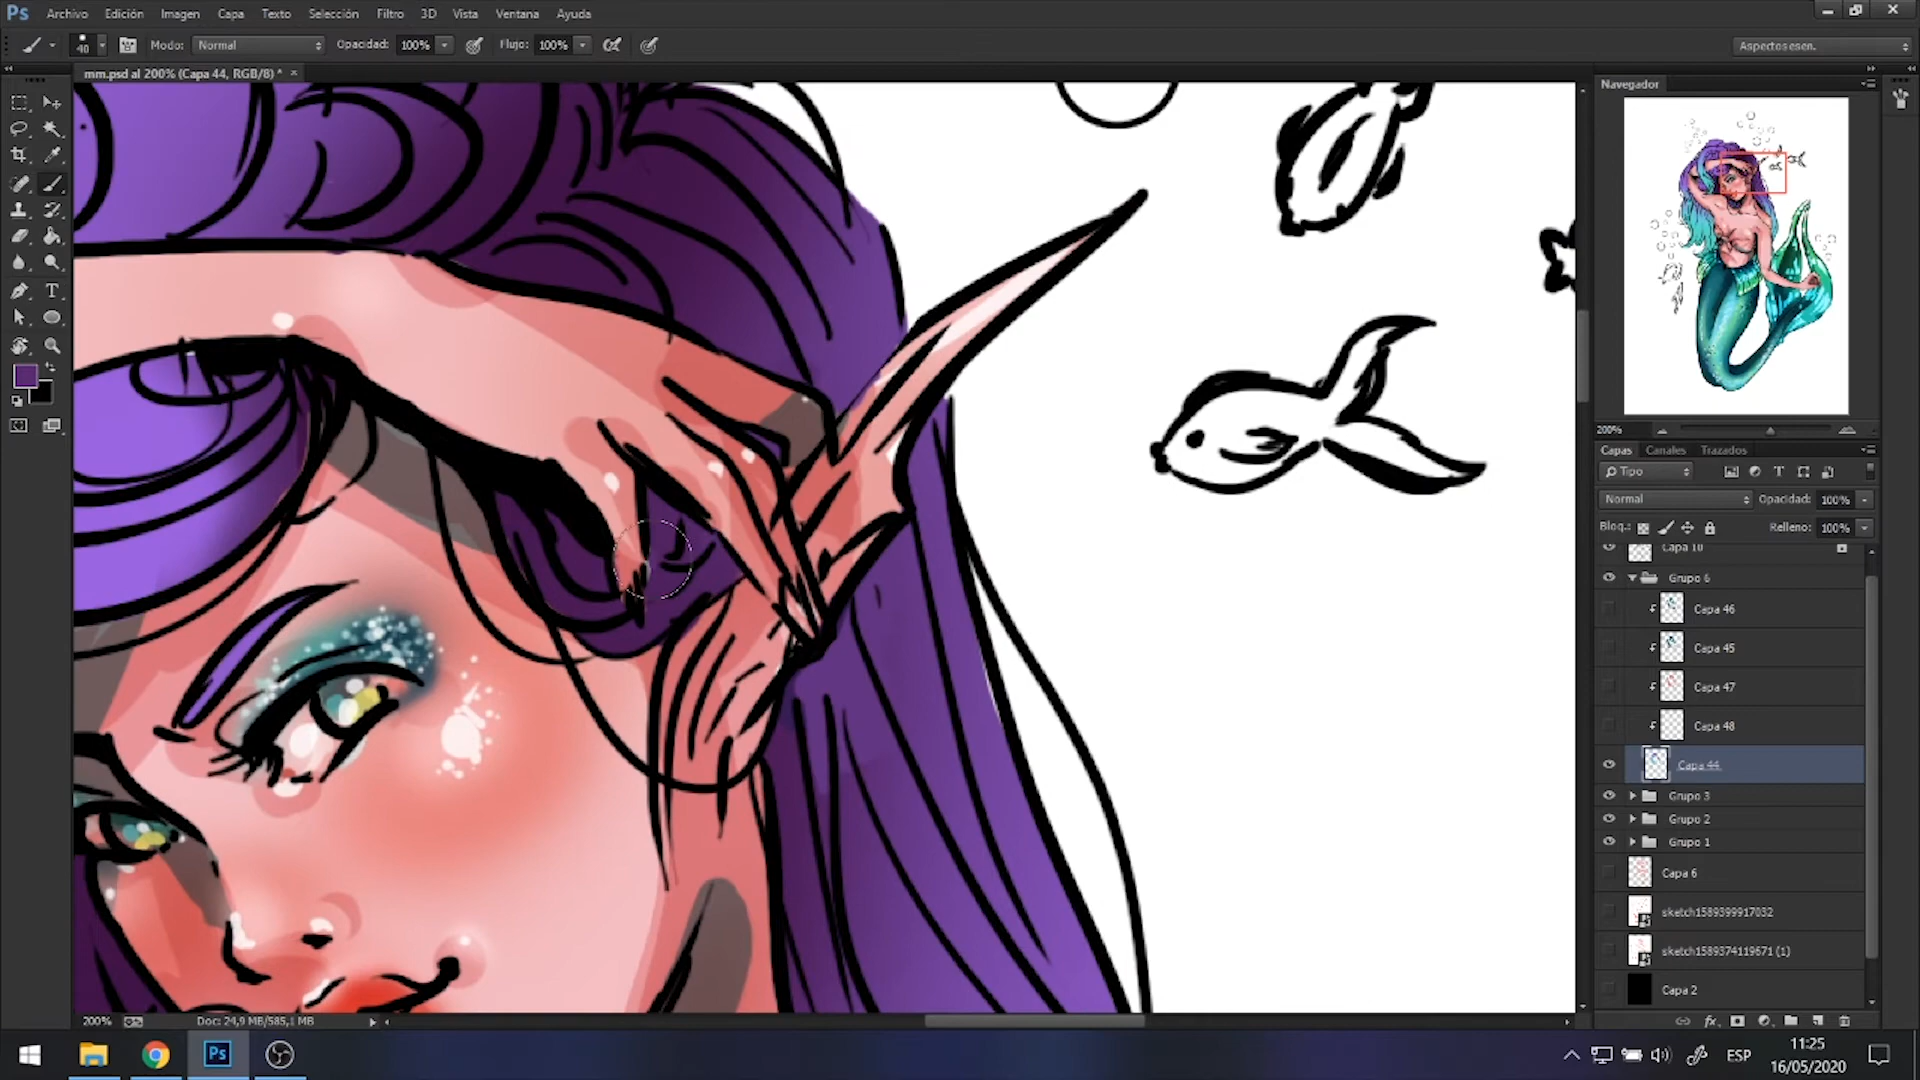 Ps Archivo Edición Imagen Capa Texto Selección Filtro 3D Vista Ventana Ayuda
40 Modo: Normal Opacidad: 100% Flujo: 100% Aspectos esen.
mm.psd al 200% (Capa 44, RGB/8) * ×
Navegador
200%
Capas Canales Trazados
Tipo
Normal Opacidad: 100%
Bloq.: Relleno: 100%
Capa 10
Grupo 6
Capa 46
Capa 45
Capa 47
Capa 48
Capa 44
Grupo 3
Grupo 2
Grupo 1
Capa 6
sketch1589399917032
sketch1589374119671 (1)
Capa 2
fx
200% Doc: 24,9 MB/585,1 MB
Ps ESP 11:25
16/05/2020